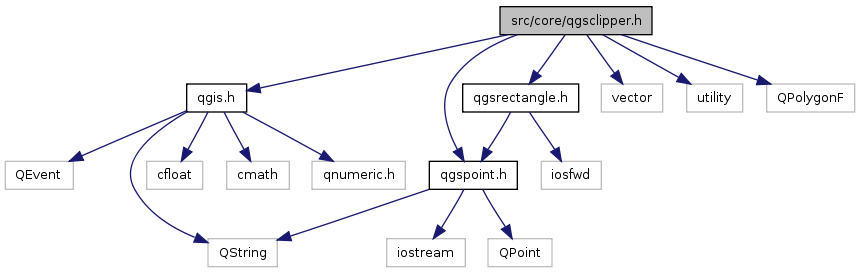 src/core/qgsclipper.h
qgis.h
qgsrectangle.h
vector
utility
QPolygonF
QEvent
cfloat
cmath
qnumeric.h
qgspoint.h
iosfwd
QString
iostream
QPoint